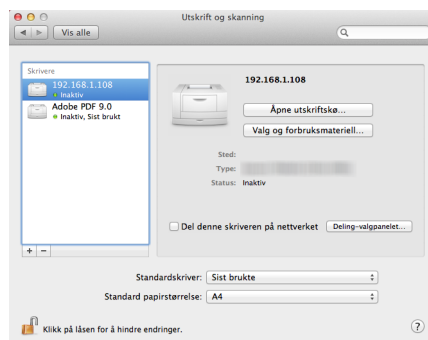 Utskrift og skanning
Vis alle
Skrivere
192.168.1.108
Inaktiv
Adobe PDF 9.0
Inaktiv, Sist brukt
192.168.1.108
Åpne utskriftskø...
Valg og forbruksmateriell...
Sted:
Type:
Status: Inaktiv
Del denne skriveren på nettverket Deling-valgpanelet...
+ −
Standardskriver: Sist brukte
Standard papirstørrelse: A4
Klikk på låsen for å hindre endringer. ?